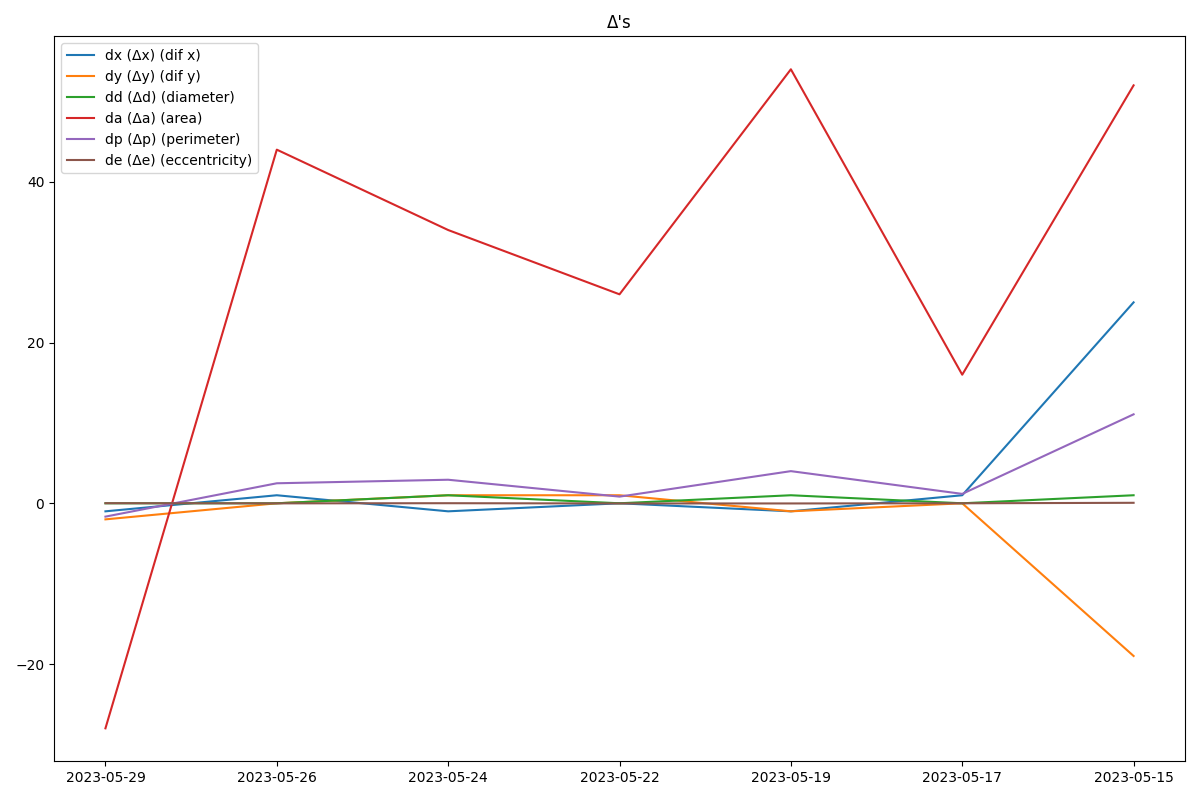 Δ's
dx (Δx) (dif x)
dy (Δy) (dif y)
dd (Δd) (diameter)
da (Δa) (area)
dp (Δp) (perimeter)
de (Δe) (eccentricity)
40
20
0
−20
2023-05-29 2023-05-26 2023-05-24 2023-05-22 2023-05-19 2023-05-17 2023-05-15